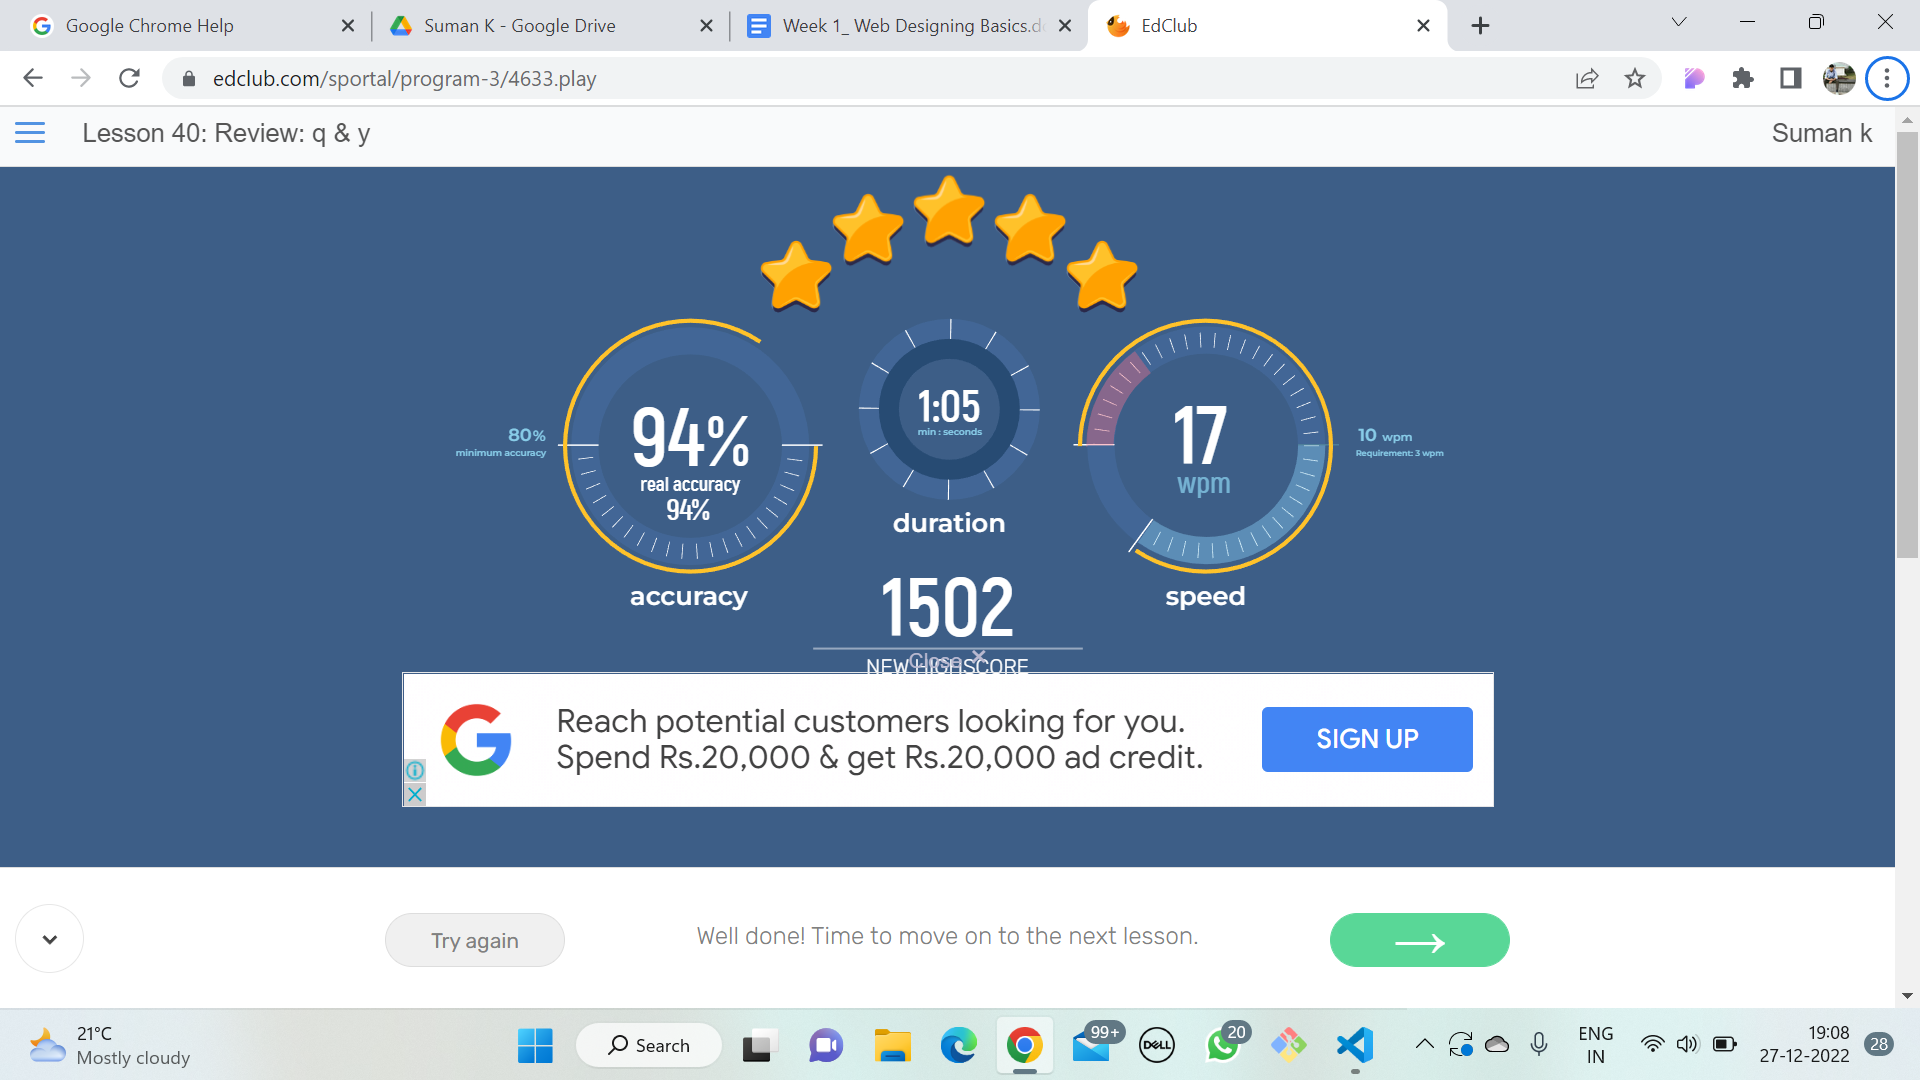 Google Chrome Help
Suman K - Google Drive
Week 1_ Web Designing Basics.d
EdClub
edclub.com/sportal/program-3/4633.play
Lesson 40: Review: q & y
Suman k
80%
minimum accuracy
94%
real accuracy
94%
accuracy
1:05
min : seconds
duration
17
wpm
speed
10 wpm
Requirement: 3 wpm
1502
Close
NEW HIGHSCORE
Reach potential customers looking for you.
Spend Rs.20,000 & get Rs.20,000 ad credit.
SIGN UP
Try again
Well done! Time to move on to the next lesson.
21°C
Mostly cloudy
Search
99+
DELL
20
ENG
IN
19:08
27-12-2022
28